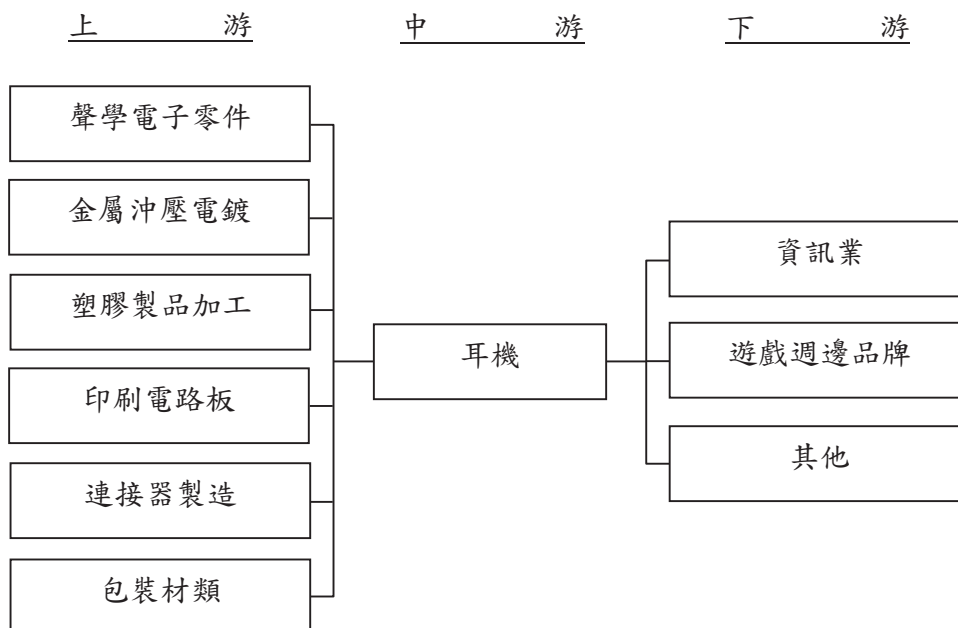 上游 中游 下游
聲學電子零件
金屬沖壓電鍍
塑膠製品加工
印刷電路板
連接器製造
包裝材類
耳機
資訊業
遊戲週邊品牌
其他